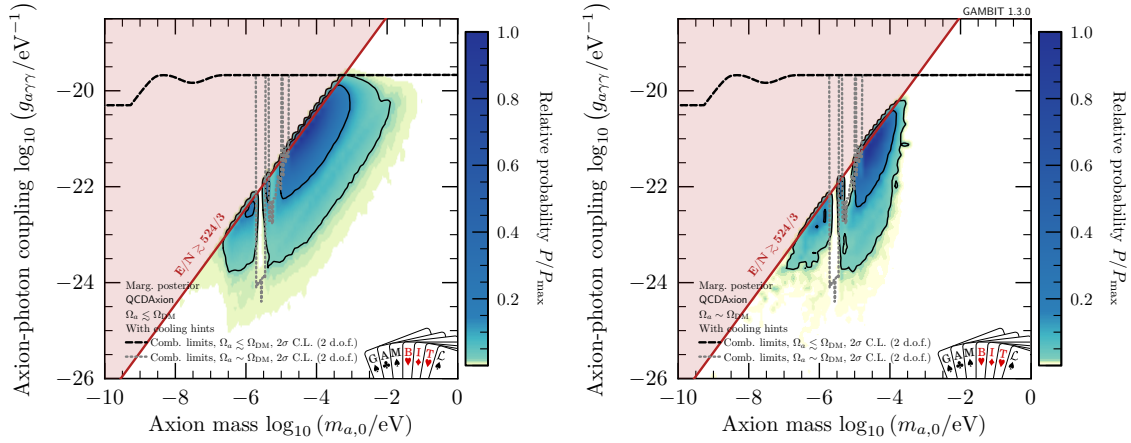 GAMBIT 1.3.0
−20
−22
−24
−26
Axion-photon coupling log10 (gaγγ/eV−1)
−10
−8
−6
−4
−2
0
Axion mass log10 (ma,0/eV)
E/N ≳ 524/3
Marg. posterior
QCDAxion
Ωa ≲ ΩDM
With cooling hints
Comb. limits, Ωa ≲ ΩDM, 2σ C.L. (2 d.o.f.)
Comb. limits, Ωa ∼ ΩDM, 2σ C.L. (2 d.o.f.)
G A M B I T
1.0
0.8
0.6
0.4
0.2
Relative probability P/Pmax
−20
−22
−24
−26
Axion-photon coupling log10 (gaγγ/eV−1)
−10
−8
−6
−4
−2
0
Axion mass log10 (ma,0/eV)
E/N ≳ 524/3
Marg. posterior
QCDAxion
Ωa ∼ ΩDM
With cooling hints
Comb. limits, Ωa ≲ ΩDM, 2σ C.L. (2 d.o.f.)
Comb. limits, Ωa ∼ ΩDM, 2σ C.L. (2 d.o.f.)
G A M B I T
1.0
0.8
0.6
0.4
0.2
Relative probability P/Pmax